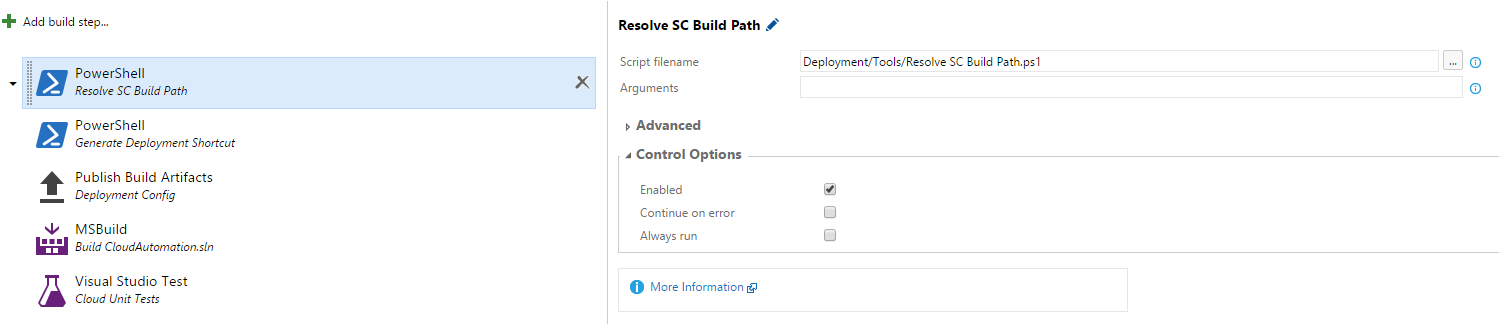 Add build step...
PowerShell
Resolve SC Build Path
PowerShell
Generate Deployment Shortcut
Publish Build Artifacts
Deployment Config
MSBuild
Build CloudAutomation.sln
Visual Studio Test
Cloud Unit Tests
Resolve SC Build Path
Script filename Deployment/Tools/Resolve SC Build Path.ps1 ...
Arguments
Advanced
Control Options
Enabled
Continue on error
Always run
More Information